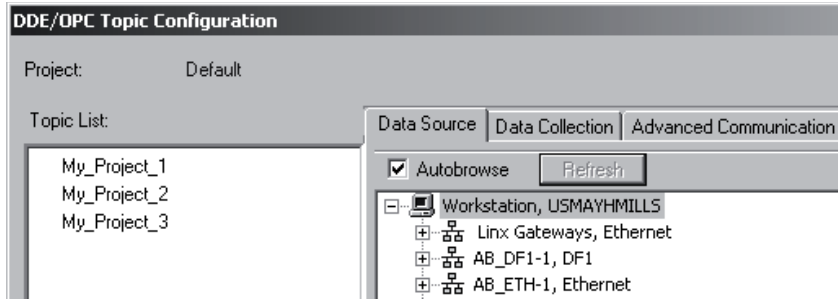 DDE/OPC Topic Configuration
Project: Default
Topic List:
My_Project_1
My_Project_2
My_Project_3
Data Source
Data Collection
Advanced Communication
Autobrowse
Refresh
Workstation, USMAYHMILLS
Linx Gateways, Ethernet
AB_DF1-1, DF1
AB_ETH-1, Ethernet